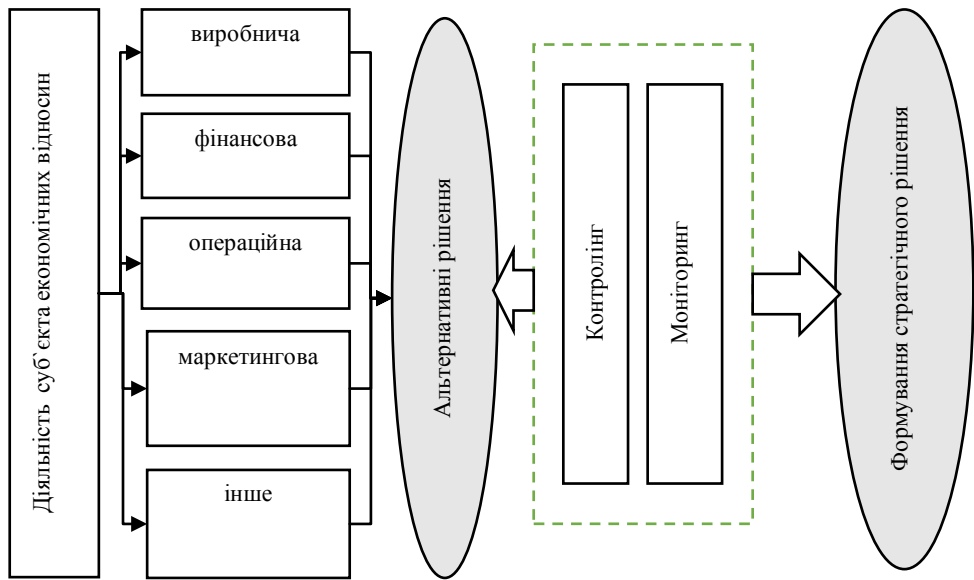 Діяльність суб`єкта економічних відносин
виробнича
фінансова
операційна
маркетингова
інше
Альтернативні рішення
Контролінг
Моніторинг
Формування стратегічного рішення